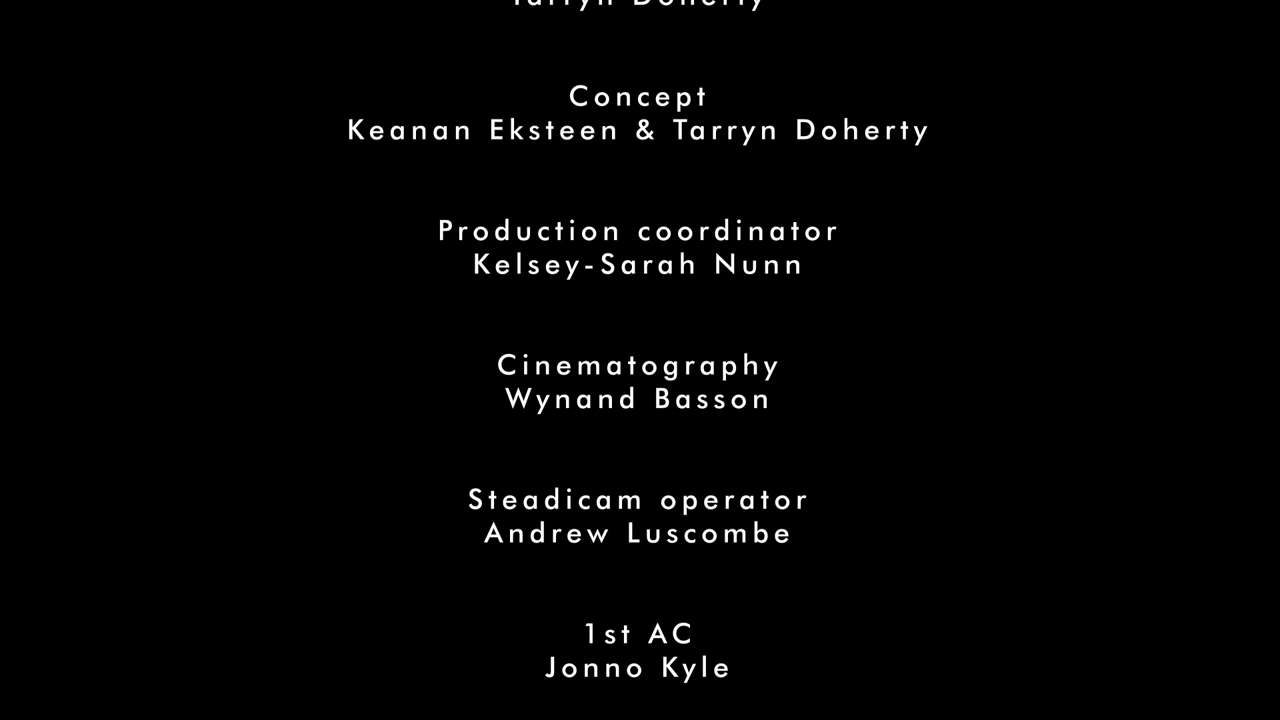 Tarryn Doherty
Concept
Keanan Eksteen & Tarryn Doherty
Production coordinator
Kelsey-Sarah Nunn
Cinematography
Wynand Basson
Steadicam operator
Andrew Luscombe
1st AC
Jonno Kyle